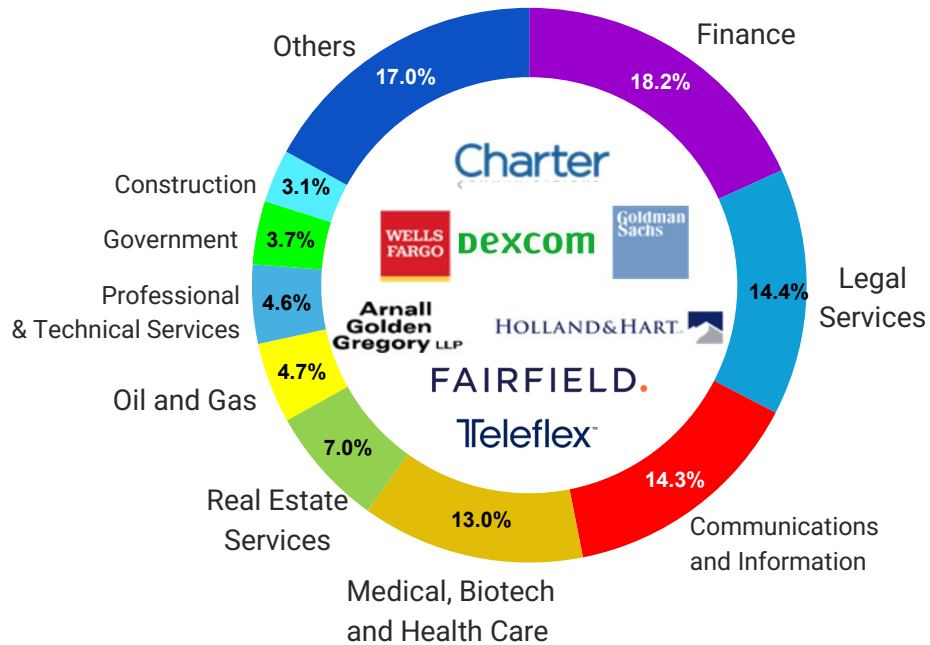 Others
17.0%
Finance
18.2%
Construction
3.1%
Government
3.7%
Professional
& Technical Services
4.6%
Oil and Gas
4.7%
Real Estate
Services
7.0%
Medical, Biotech
and Health Care
13.0%
Communications
and Information
14.3%
Legal
Services
14.4%
Charter
WELLS
FARGO
Dexcom
Goldman
Sachs
Arnall
Golden
Gregory LLP
HOLLAND&HART
FAIRFIELD.
Teleflex™